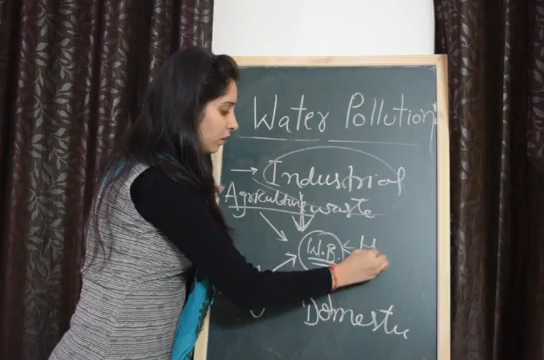 Water Pollution
→ Industrial
Agriculture waste
W.B. ← H
Domestic